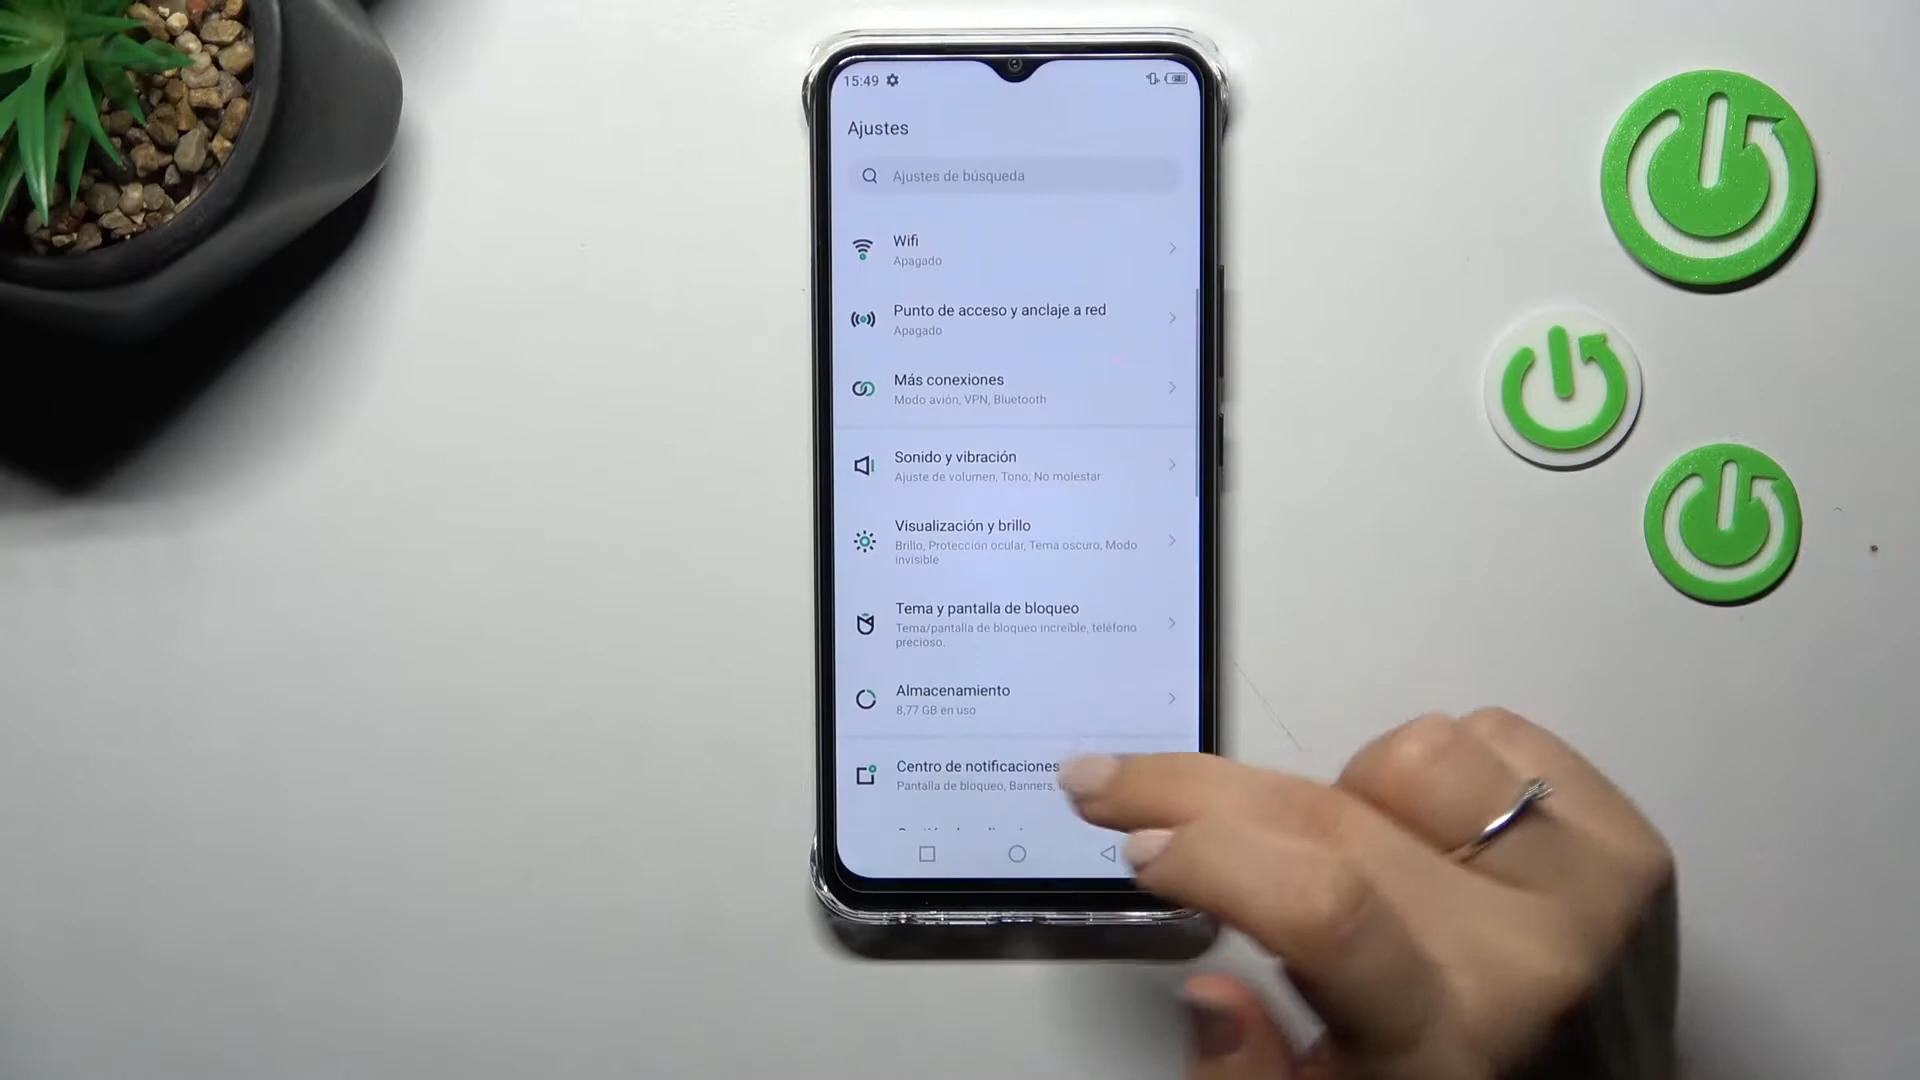 15:49
Ajustes
Ajustes de búsqueda
Wifi
Apagado
Punto de acceso y anclaje a red
Apagado
Más conexiones
Modo avión, VPN, Bluetooth
Sonido y vibración
Ajuste de volumen, Tono, No molestar
Visualización y brillo
Brillo, Protección ocular, Tema oscuro, Modo
invisible
Tema y pantalla de bloqueo
Tema/pantalla de bloqueo increíble, teléfono
precioso.
Almacenamiento
8,77 GB en uso
Centro de notificaciones
Pantalla de bloqueo, Banners,